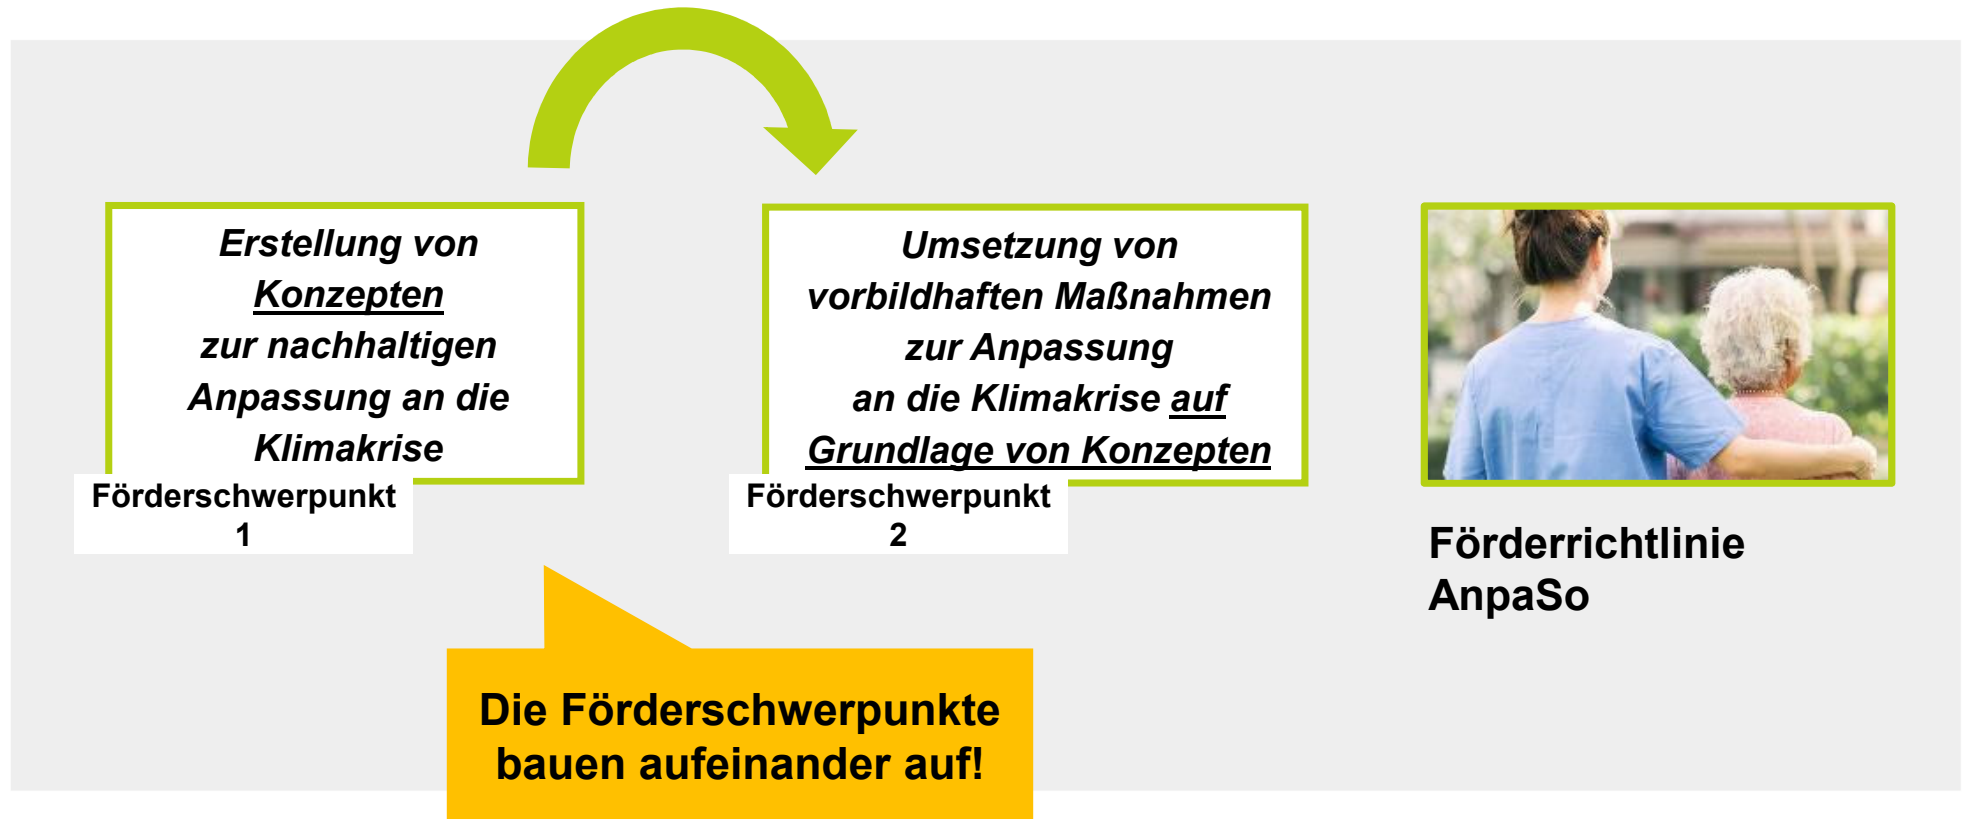 Erstellung von
Konzepten
zur nachhaltigen
Anpassung an die
Klimakrise
Förderschwerpunkt
1
Umsetzung von
vorbildhaften Maßnahmen
zur Anpassung
an die Klimakrise auf
Grundlage von Konzepten
Förderschwerpunkt
2
Förderrichtlinie
AnpaSo
Die Förderschwerpunkte
bauen aufeinander auf!